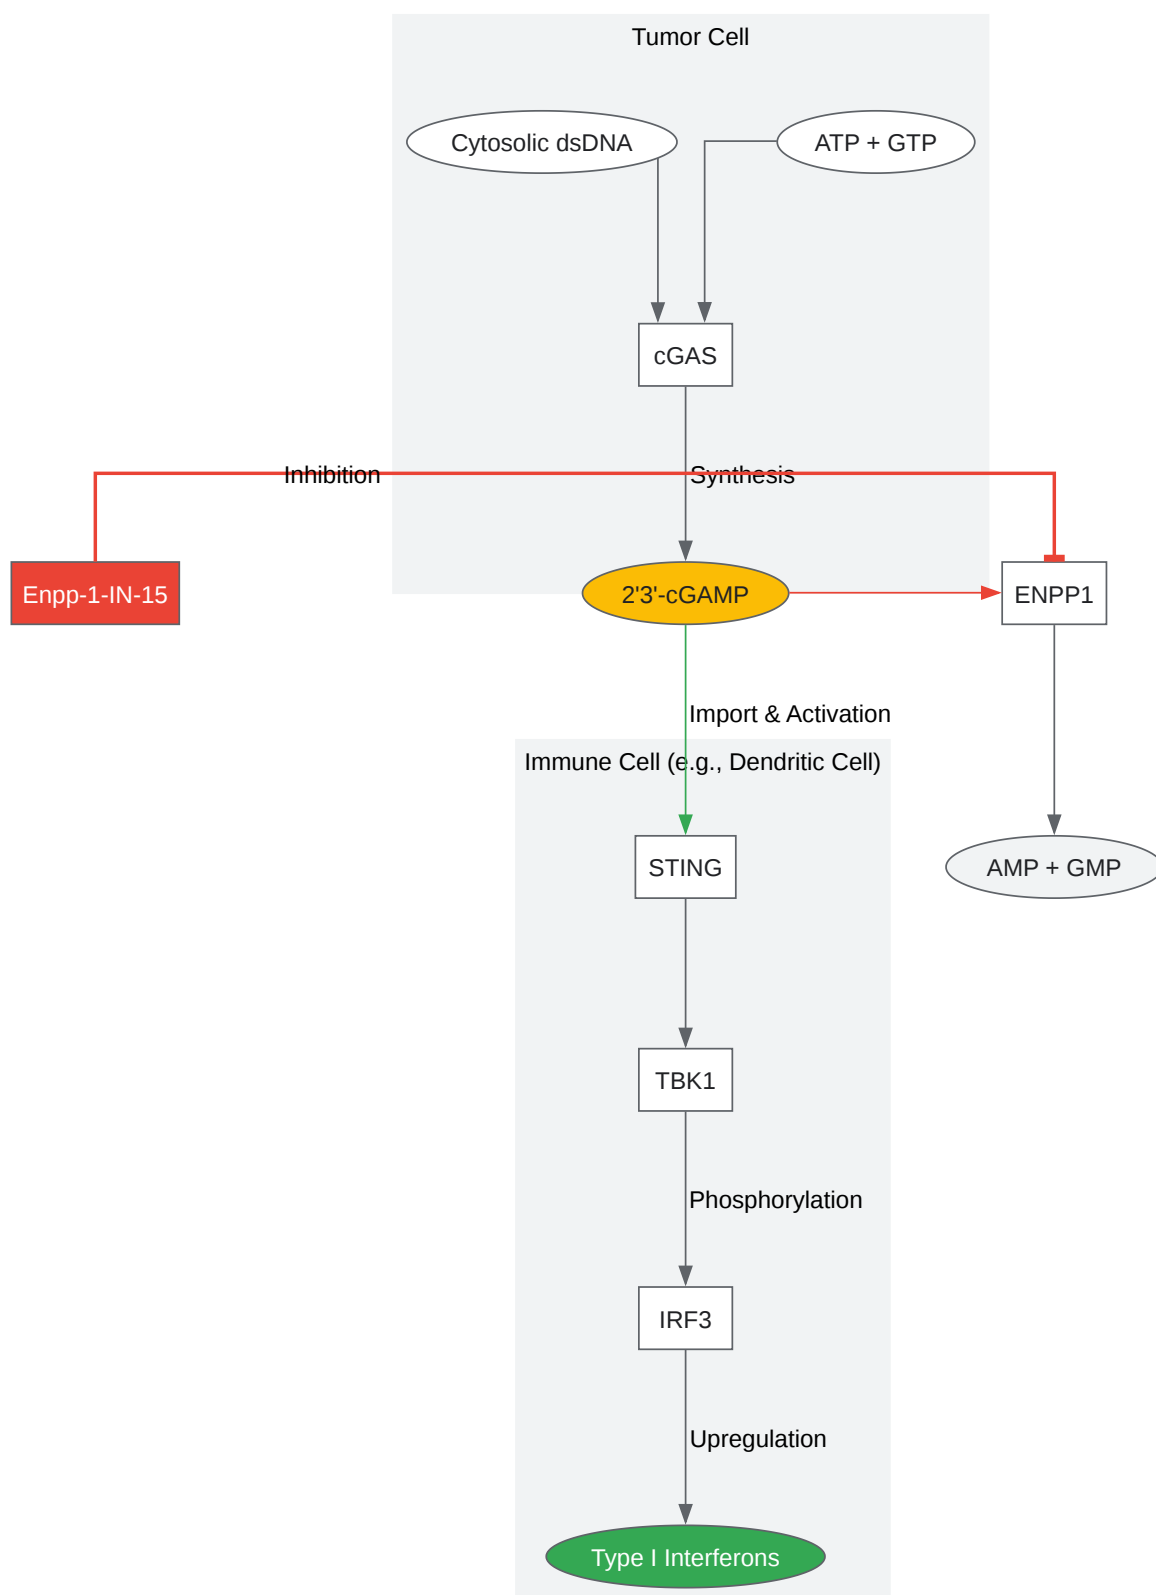 Tumor Cell
Cytosolic dsDNA
ATP + GTP
cGAS
Inhibition
Synthesis
Enpp-1-IN-15
2'3'-cGAMP
ENPP1
Import & Activation
Immune Cell (e.g., Dendritic Cell)
STING
AMP + GMP
TBK1
Phosphorylation
IRF3
Upregulation
Type I Interferons